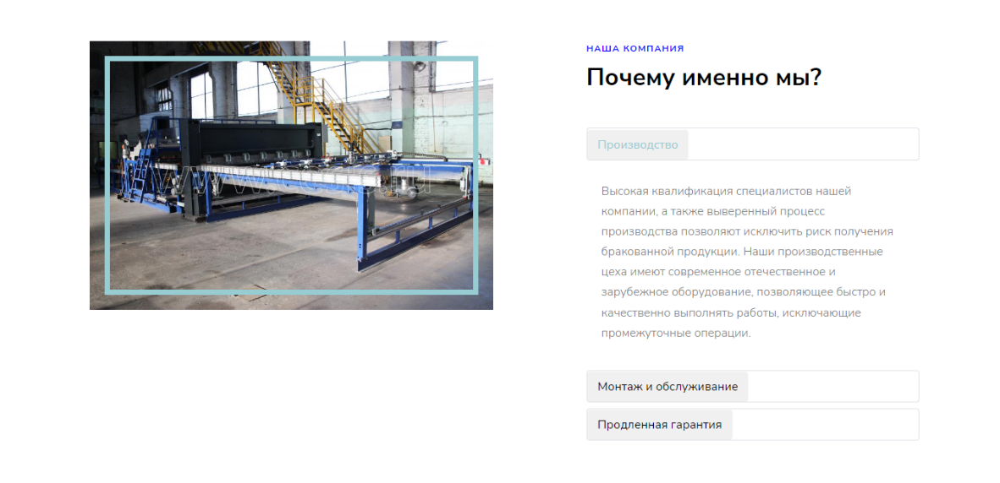 НАША КОМПАНИЯ
Почему именно мы?
Производство
Высокая квалификация специалистов нашей
компании, а также выверенный процесс
производства позволяют исключить риск получения
бракованной продукции. Наши производственные
цеха имеют современное отечественное и
зарубежное оборудование, позволяющее быстро и
качественно выполнять работы, исключающие
промежуточные операции.
Монтаж и обслуживание
Продленная гарантия